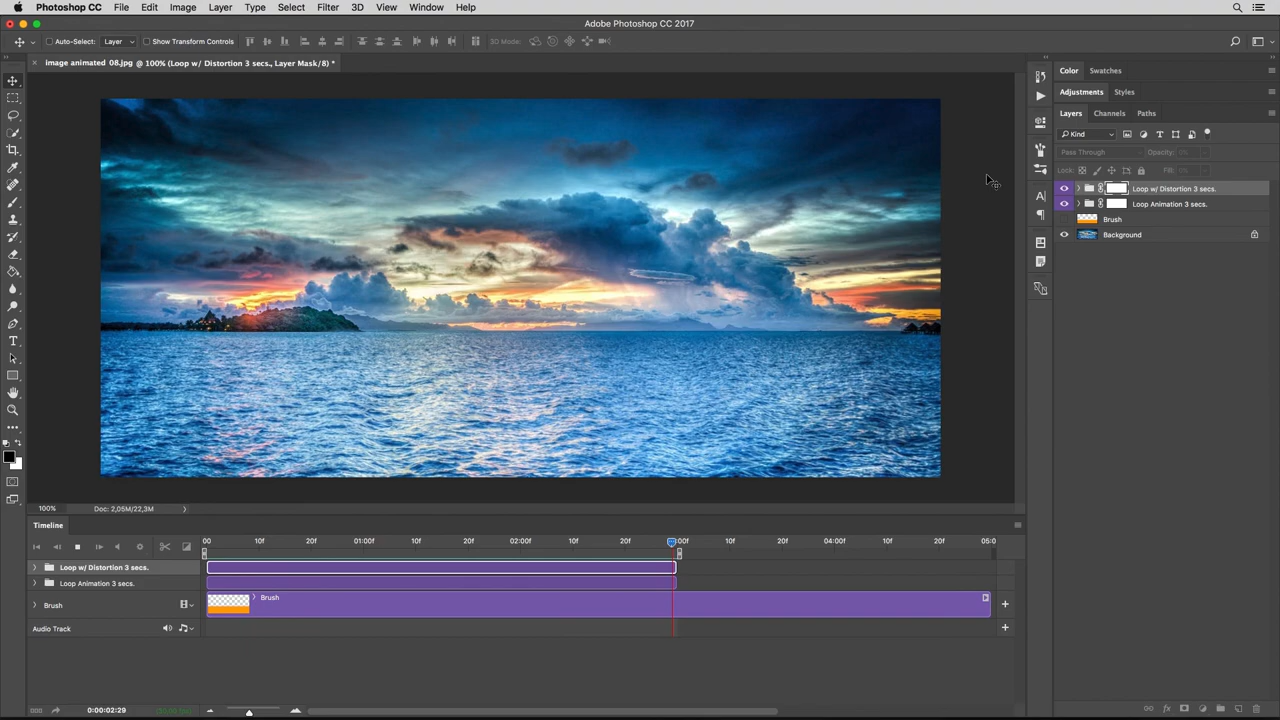 Photoshop CC File Edit Image Layer Type Select Filter 3D View Window Help
Adobe Photoshop CC 2017
Auto-Select: Layer Show Transform Controls 3D Mode:
image animated 08.jpg @ 100% (Loop w/ Distortion 3 secs., Layer Mask/8) *
Color Swatches
Adjustments Styles
Layers Channels Paths
Kind
Pass Through Opacity:
Lock: Fill:
Loop w/ Distortion 3 secs.
Loop Animation 3 secs.
Brush
Background
100% Doc: 2,05M/22,3M
Timeline
00 10f 20f 01:00f 10f 20f 02:00f 10f 20f :00f 10f 20f 04:00f 10f 20f 05:0
Loop w/ Distortion 3 secs.
Loop Animation 3 secs.
Brush Brush
Audio Track
0:00:02:29